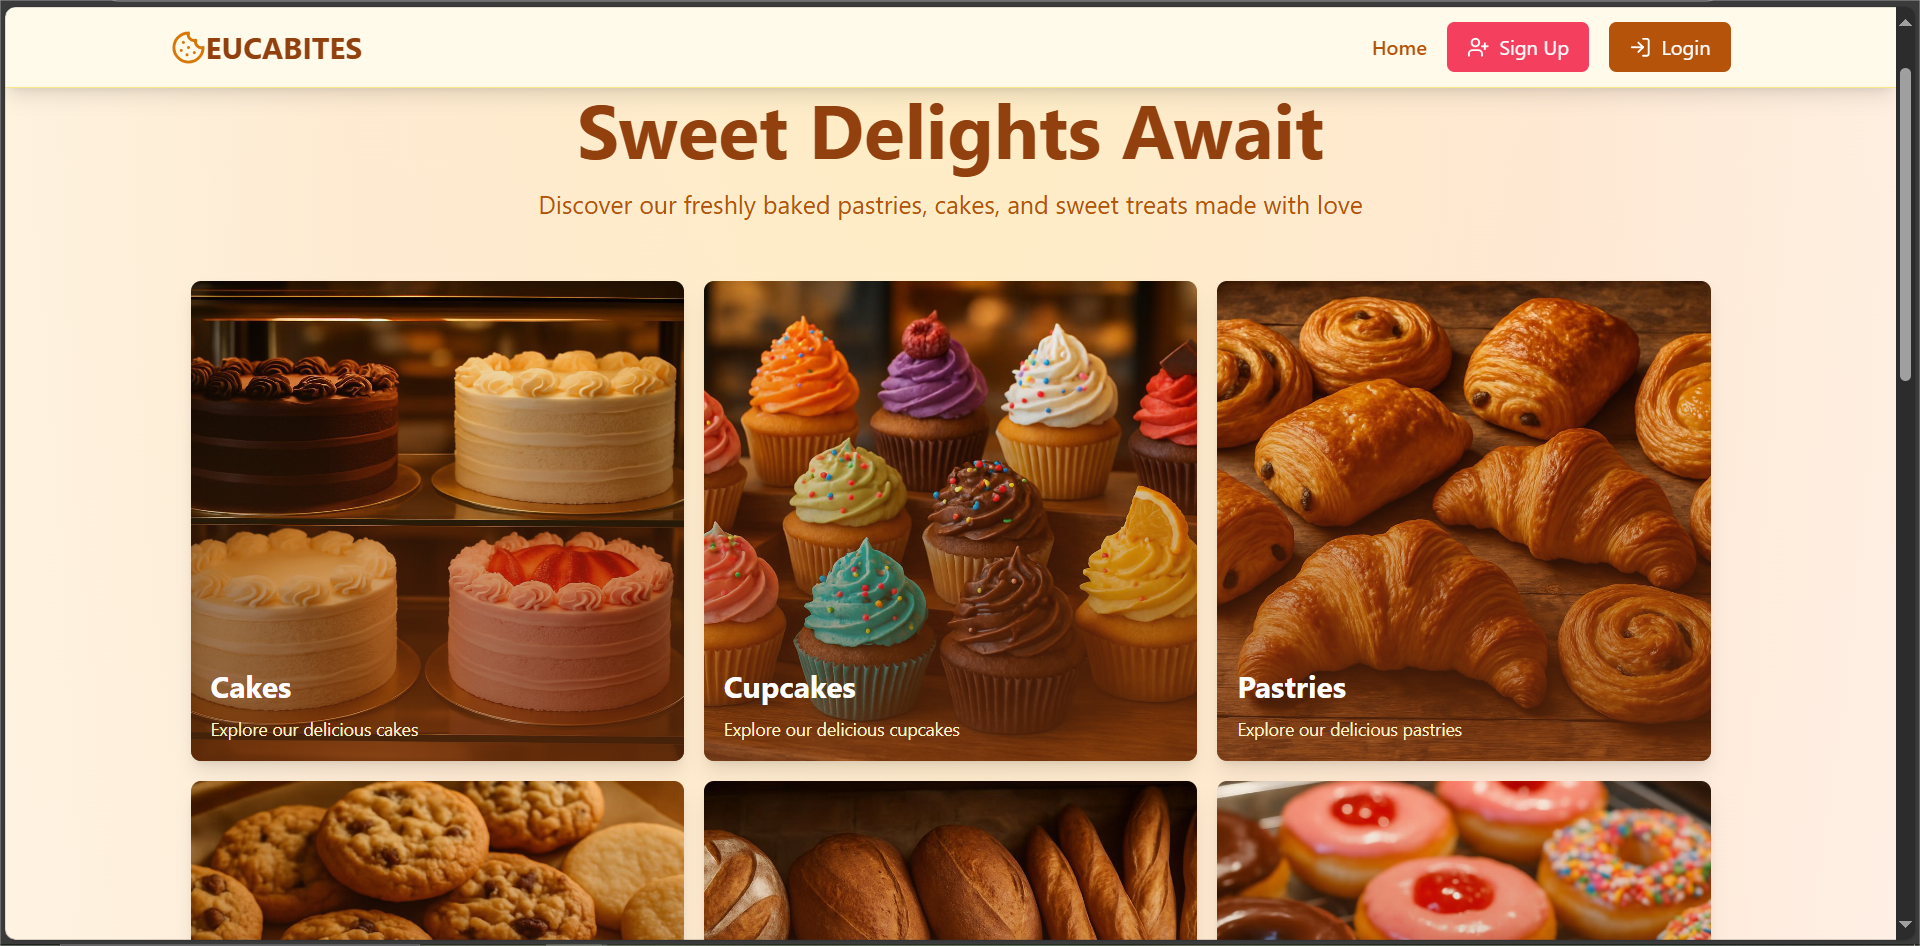 EUCABITES
Home
Sign Up
Login
Sweet Delights Await
Discover our freshly baked pastries, cakes, and sweet treats made with love
Cakes
Explore our delicious cakes
Cupcakes
Explore our delicious cupcakes
Pastries
Explore our delicious pastries